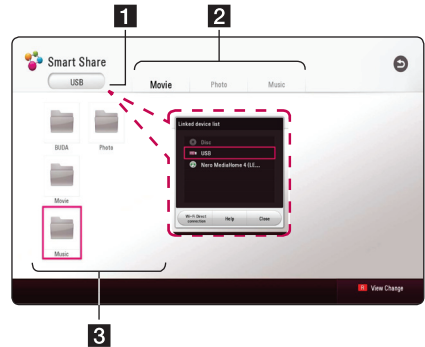 1
2
Smart Share
USB
Movie
Photo
Music
Linked device list
Disc
USB
Nero MediaHome 4 (LE...
Wi-Fi Direct
connection
Help
Close
BUDA
Photo
Movie
Music
R View Change
3